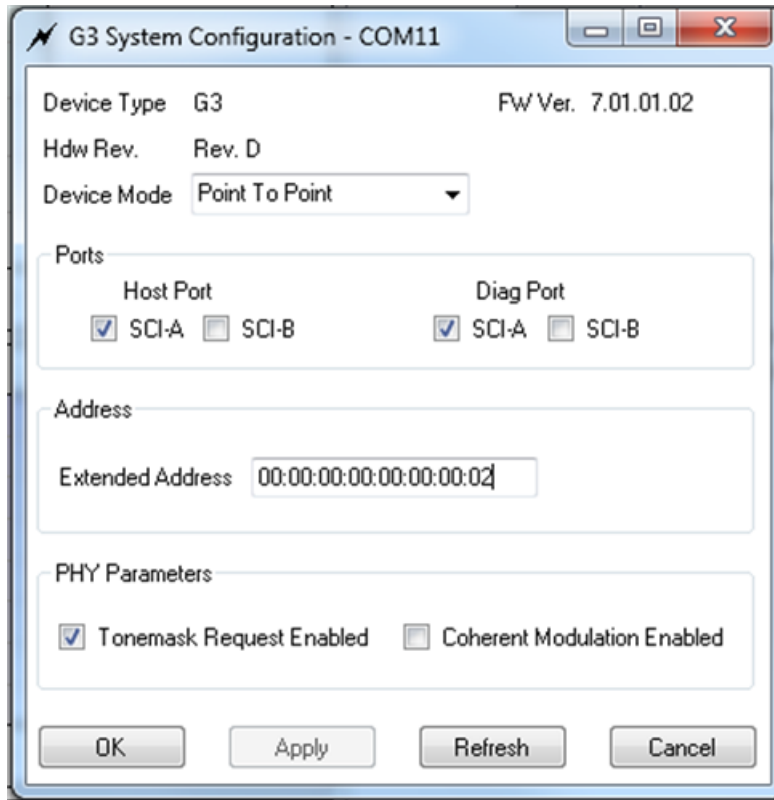 G3 System Configuration - COM11
Device Type G3 FW Ver. 7.01.01.02
Hdw Rev. Rev. D
Device Mode Point To Point
Ports
Host Port Diag Port
SCI-A SCI-B SCI-A SCI-B
Address
Extended Address 00:00:00:00:00:00:00:02
PHY Parameters
Tonemask Request Enabled Coherent Modulation Enabled
OK Apply Refresh Cancel